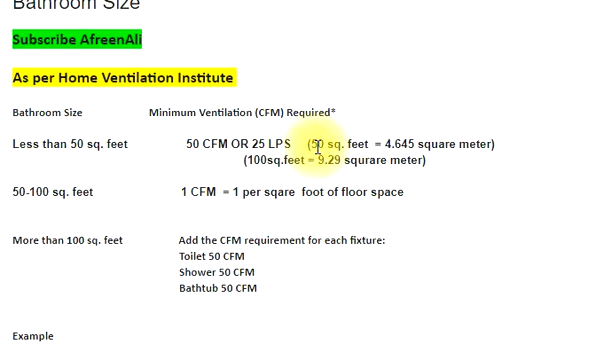 Bathroom Size
Subscribe AfreenAli
As per Home Ventilation Institute
Bathroom Size Minimum Ventilation (CFM) Required*
Less than 50 sq. feet 50 CFM OR 25 LPS (50 sq. feet = 4.645 square meter)
(100sq.feet = 9.29 squrare meter)
50-100 sq. feet 1 CFM = 1 per sqare foot of floor space
More than 100 sq. feet Add the CFM requirement for each fixture:
Toilet 50 CFM
Shower 50 CFM
Bathtub 50 CFM
Example